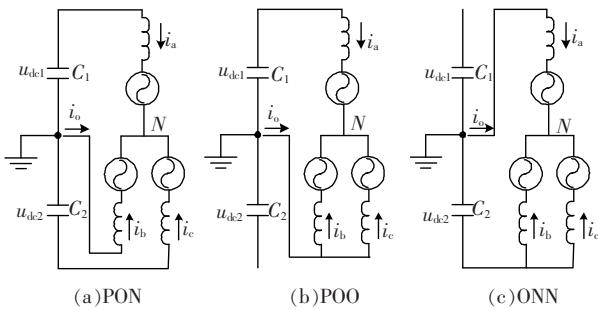 i_a
u_dc1
C_1
i_o
N
u_dc2
C_2
i_b
i_c
(a)PON
i_a
u_dc1
C_1
i_o
N
u_dc2
C_2
i_b
i_c
(b)POO
i_a
u_dc1
C_1
i_o
N
u_dc2
C_2
i_b
i_c
(c)ONN